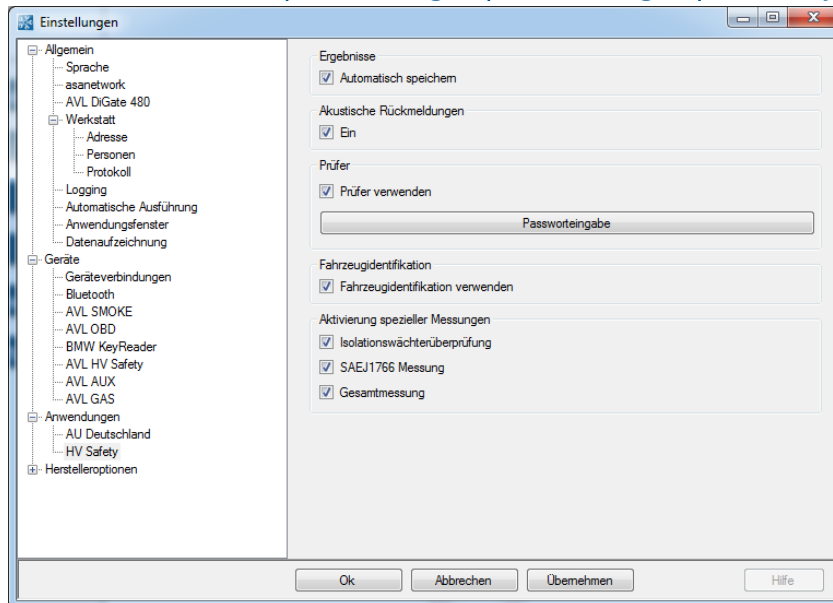 Einstellungen
Allgemein
Sprache
asanetwork
AVL DiGate 480
Werkstatt
Adresse
Personen
Protokoll
Logging
Automatische Ausführung
Anwendungsfenster
Datenaufzeichnung
Geräte
Geräteverbindungen
Bluetooth
AVL SMOKE
AVL OBD
BMW KeyReader
AVL HV Safety
AVL AUX
AVL GAS
Anwendungen
AU Deutschland
HV Safety
Herstelleroptionen
Ergebnisse
Automatisch speichern
Akustische Rückmeldungen
Ein
Prüfer
Prüfer verwenden
Passworteingabe
Fahrzeugidentifikation
Fahrzeugidentifikation verwenden
Aktivierung spezieller Messungen
Isolationswächterüberprüfung
SAEJ1766 Messung
Gesamtmessung
Ok
Abbrechen
Übernehmen
Hilfe